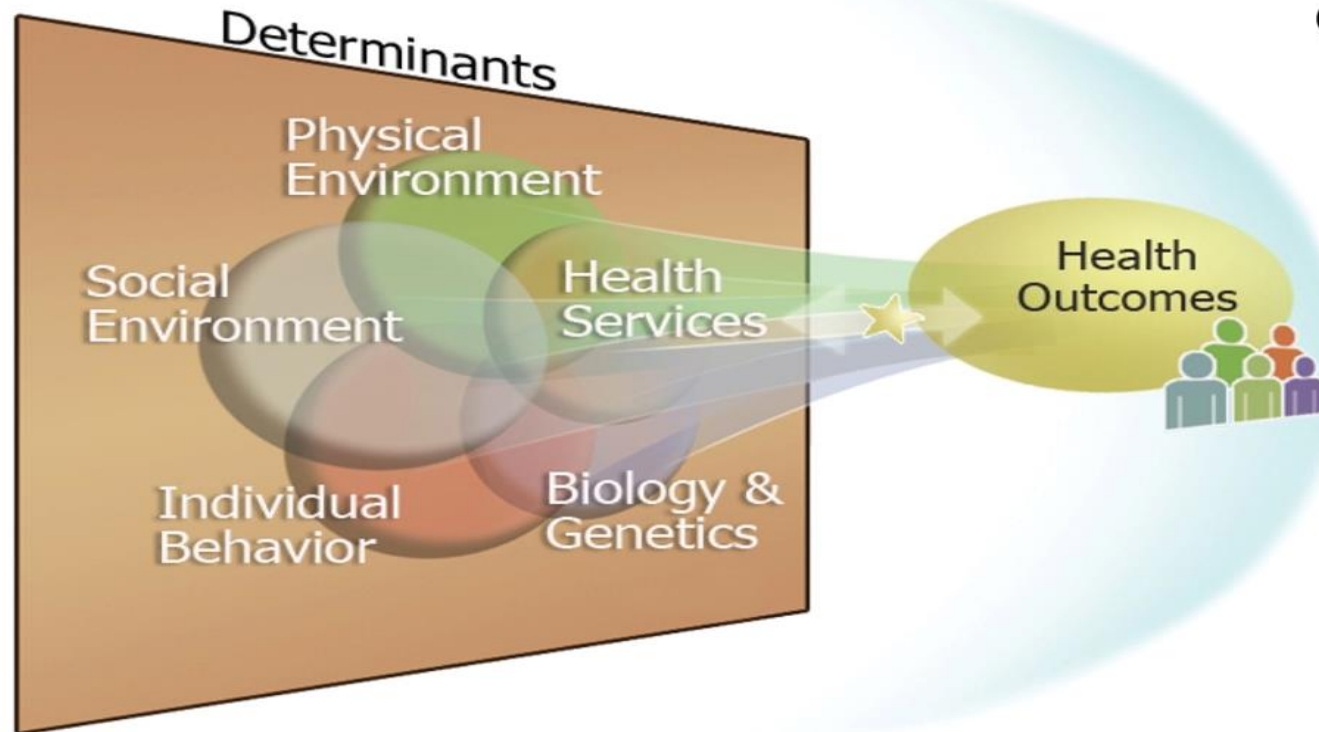 Determinants
Physical
Environment
Social
Environment
Health
Services
Individual
Behavior
Biology &
Genetics
Health
Outcomes